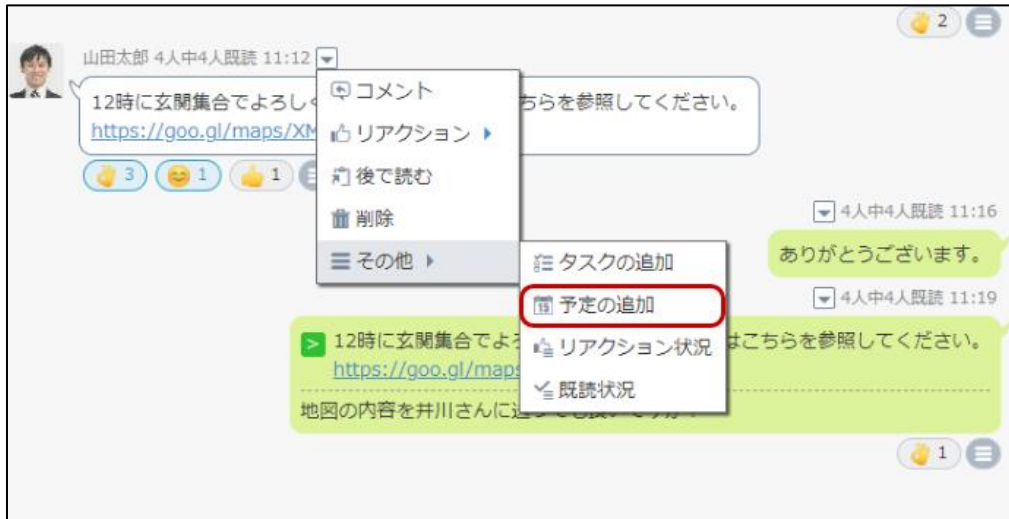 2
山田太郎 4人中4人既読 11:12
12時に玄関集合でよろし
ちらを参照してください。
https://goo.gl/maps/XM
3 1 1
コメント
リアクション
後で読む
削除
その他
タスクの追加
予定の追加
リアクション状況
既読状況
4人中4人既読 11:16
ありがとうございます。
4人中4人既読 11:19
> 12時に玄関集合でよ
はこちらを参照してください。
https://goo.gl/maps
地図の内容を井川さんに
1